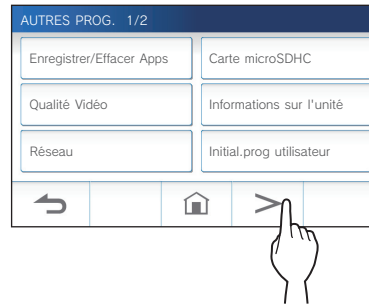 AUTRES PROG. 1/2
Enregistrer/Effacer Apps
Carte microSDHC
Qualité Vidéo
Informations sur l'unité
Réseau
Initial.prog utilisateur